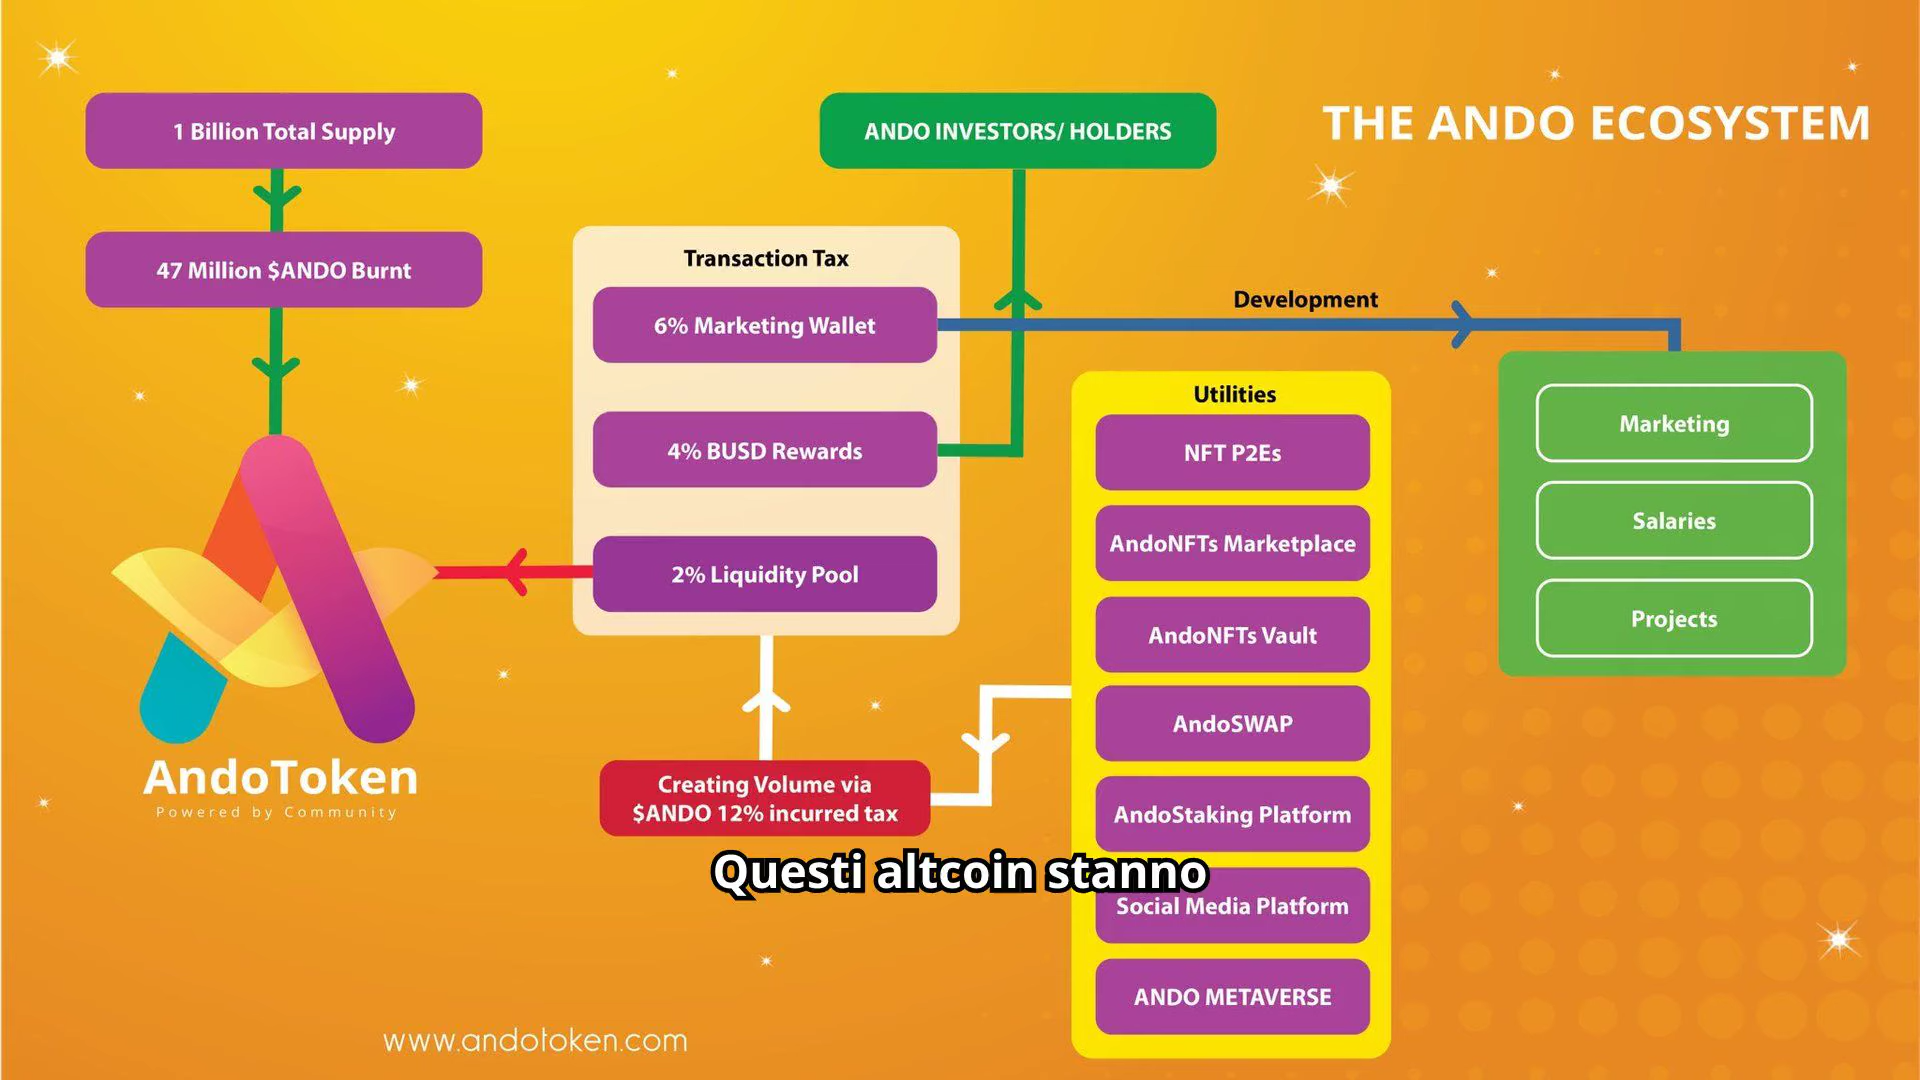 THE ANDO ECOSYSTEM
1 Billion Total Supply
47 Million $ANDO Burnt
AndoToken
Powered by Community
ANDO INVESTORS/ HOLDERS
Transaction Tax
6% Marketing Wallet
4% BUSD Rewards
2% Liquidity Pool
Creating Volume via
$ANDO 12% incurred tax
Development
Utilities
NFT P2Es
AndoNFTs Marketplace
AndoNFTs Vault
AndoSWAP
AndoStaking Platform
Social Media Platform
ANDO METAVERSE
Marketing
Salaries
Projects
Questi altcoin stanno
www.andotoken.com